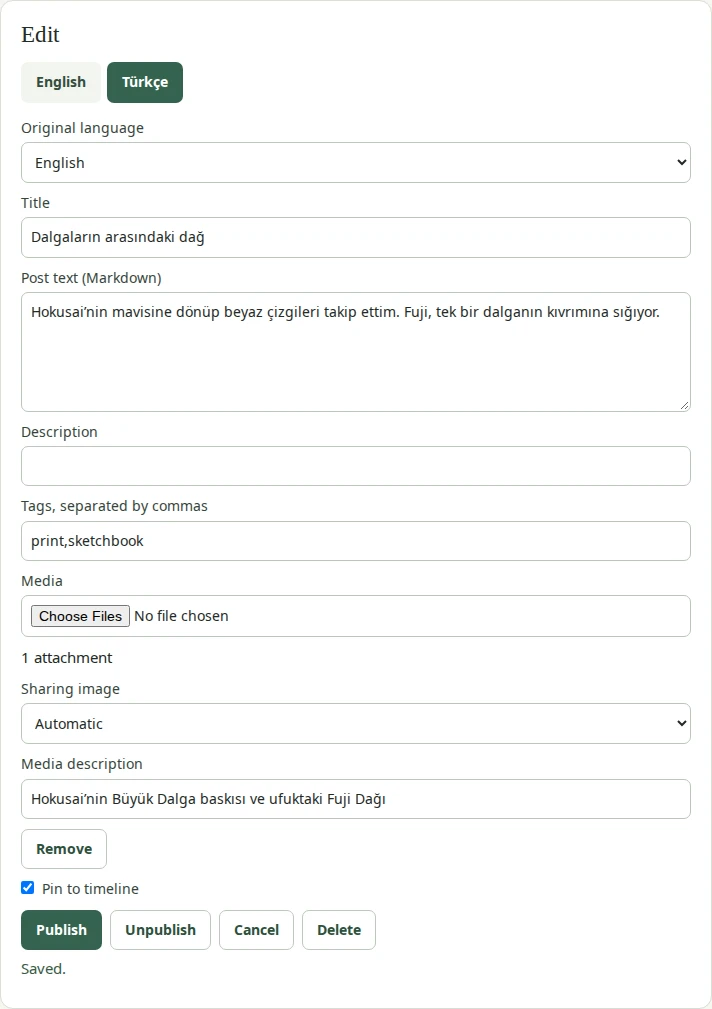 Edit
English Türkçe
Original language
English
Title
Dalgaların arasındaki dağ
Post text (Markdown)
Hokusai’nin mavisine dönüp beyaz çizgileri takip ettim. Fuji, tek bir dalganın kıvrımına sığıyor.
Description
Tags, separated by commas
print,sketchbook
Media
Choose Files No file chosen
1 attachment
Sharing image
Automatic
Media description
Hokusai’nin Büyük Dalga baskısı ve ufuktaki Fuji Dağı
Remove
Pin to timeline
Publish Unpublish Cancel Delete
Saved.